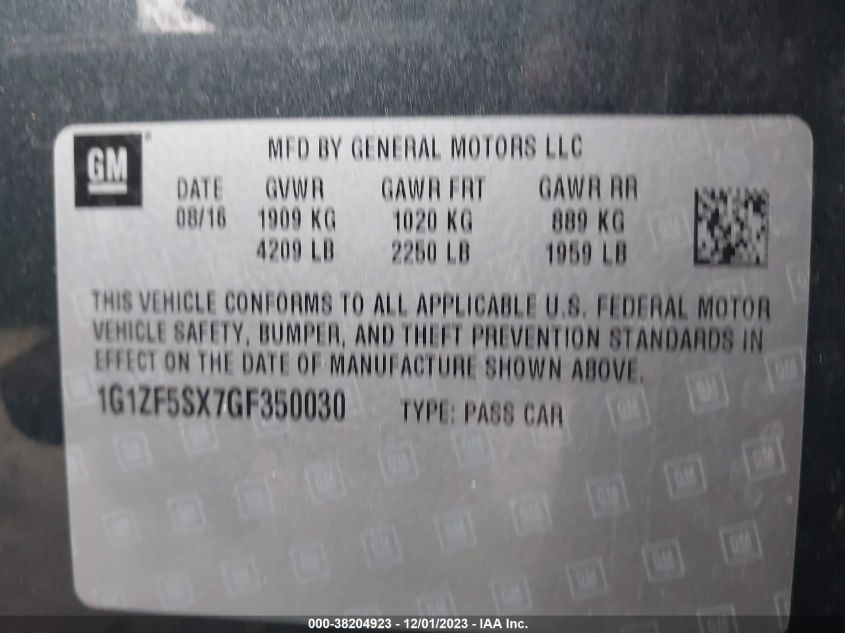 GM
MFD BY GENERAL MOTORS LLC
DATE GVWR GAWR FRT GAWR RR
08/16 1909 KG 1020 KG 889 KG
4209 LB 2250 LB 1959 LB
THIS VEHICLE CONFORMS TO ALL APPLICABLE U.S. FEDERAL MOTOR
VEHICLE SAFETY, BUMPER, AND THEFT PREVENTION STANDARDS IN
EFFECT ON THE DATE OF MANUFACTURE SHOWN ABOVE.
1G1ZF5SX7GF350030 TYPE: PASS CAR
000-38204923 - 12/01/2023 - IAA Inc.